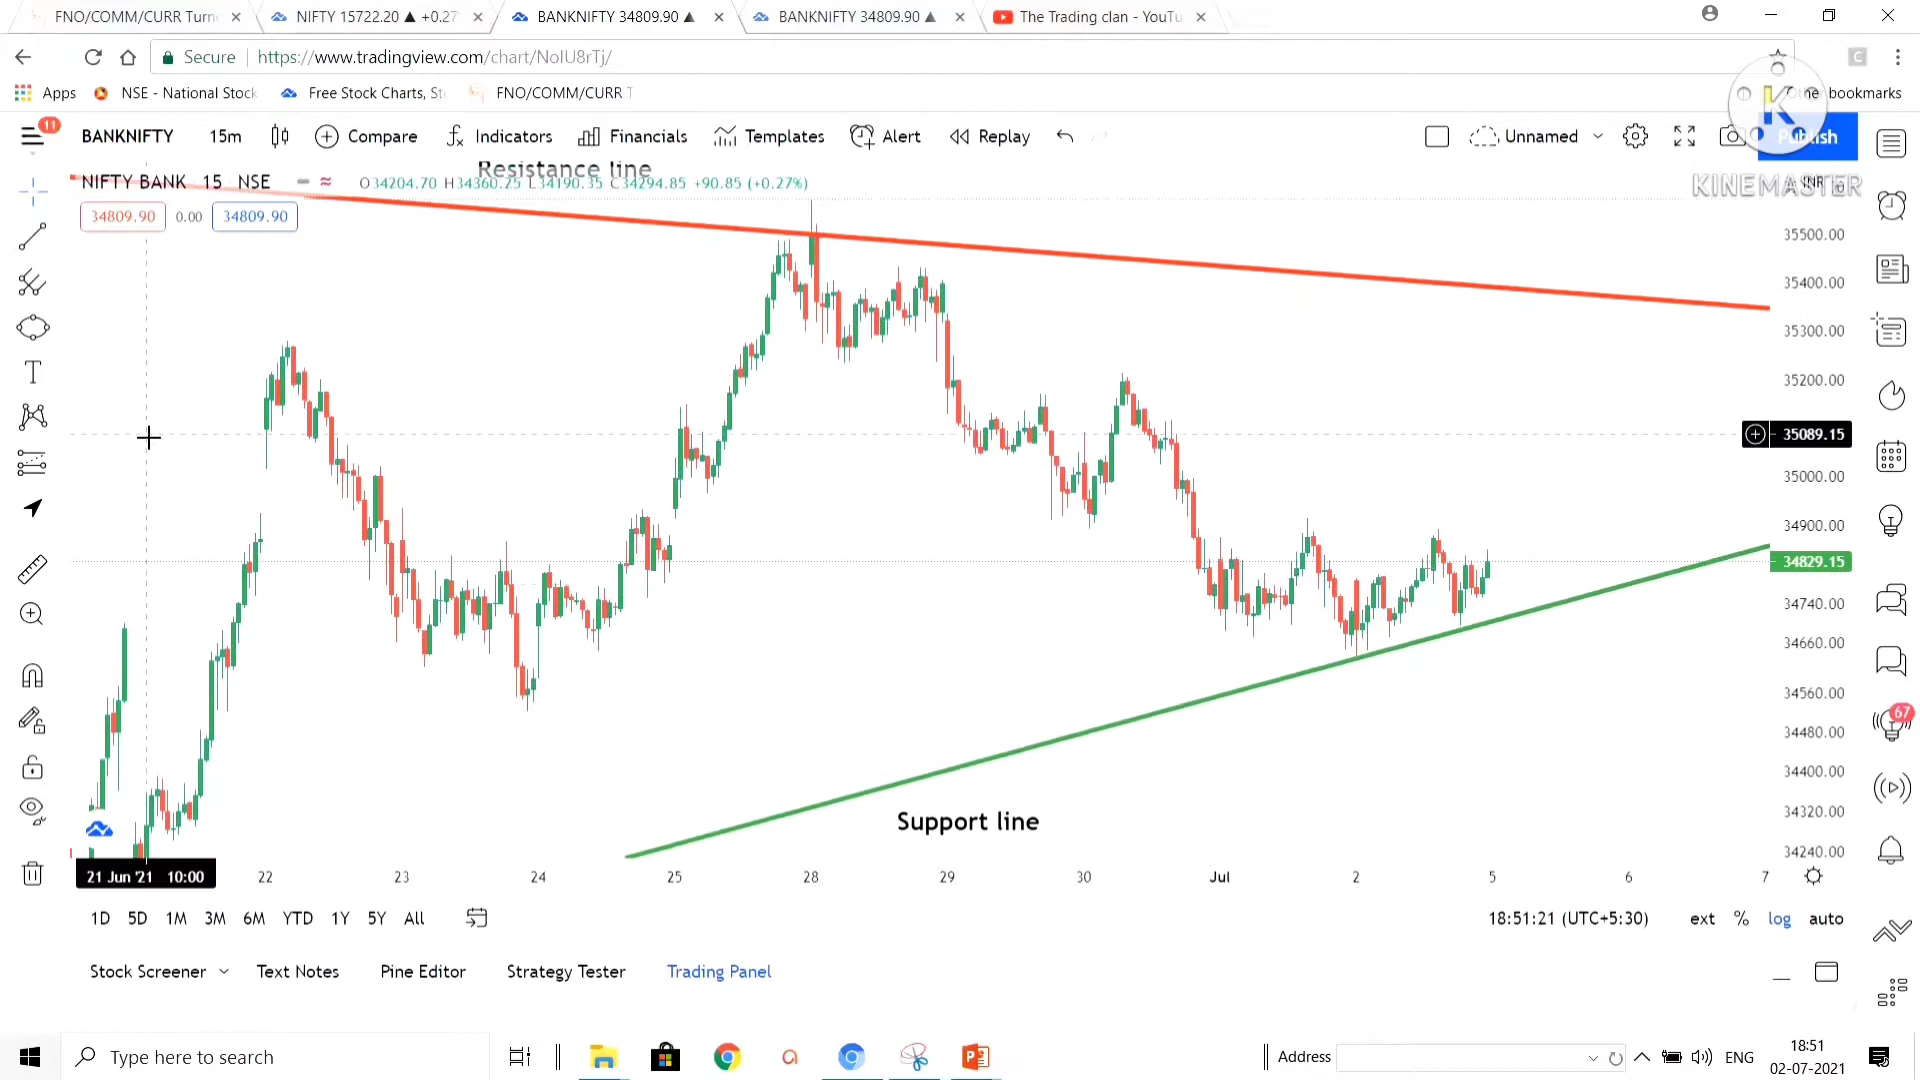 FNO/COMM/CURR Turn
NIFTY 15722.20 ▲ +0.27
BANKNIFTY 34809.90 ▲
BANKNIFTY 34809.90 ▲
The Trading clan - YouTu
Secure
https://www.tradingview.com/chart/NoIU8rTj/
Apps
NSE - National Stock
Free Stock Charts, St
FNO/COMM/CURR T
Other bookmarks
K
11
BANKNIFTY
15m
Compare
Indicators
Financials
Templates
Alert
Replay
Unnamed
Publish
Resistance line
NIFTY BANK 15 NSE
O34204.70 H34360.25 L34190.35 C34294.85 +90.85 (+0.27%)
INR
KINEMASTER
34809.90 0.00 34809.90
35500.00
35400.00
35300.00
35200.00
35089.15
35000.00
34900.00
34829.15
34740.00
34660.00
34560.00
34480.00
34400.00
34320.00
34240.00
67
Support line
21 Jun '21 10:00
22 23 24 25 28 29 30 Jul 2 5 6 7
1D 5D 1M 3M 6M YTD 1Y 5Y All
18:51:21 (UTC+5:30)
ext % log auto
Stock Screener
Text Notes
Pine Editor
Strategy Tester
Trading Panel
Type here to search
Address
ENG
18:51
02-07-2021